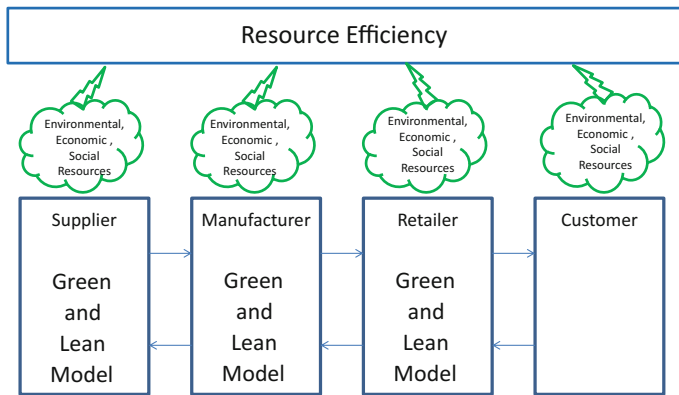 Resource Efficiency
Environmental,
Economic ,
Social
Resources
Environmental,
Economic ,
Social
Resources
Environmental,
Economic ,
Social
Resources
Environmental,
Economic ,
Social
Resources
Supplier
Green
and
Lean
Model
Manufacturer
Green
and
Lean
Model
Retailer
Green
and
Lean
Model
Customer